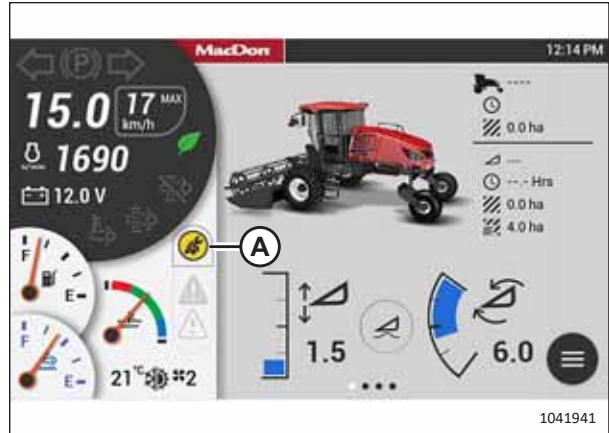 MacDon
12:14 PM
P
15.0
17 MAX
km/h
1690
12.0 V
----
0.0 ha
---
--.- Hrs
0.0 ha
4.0 ha
A
F
E
F
E
21°C
2
1.5
6.0
1041941